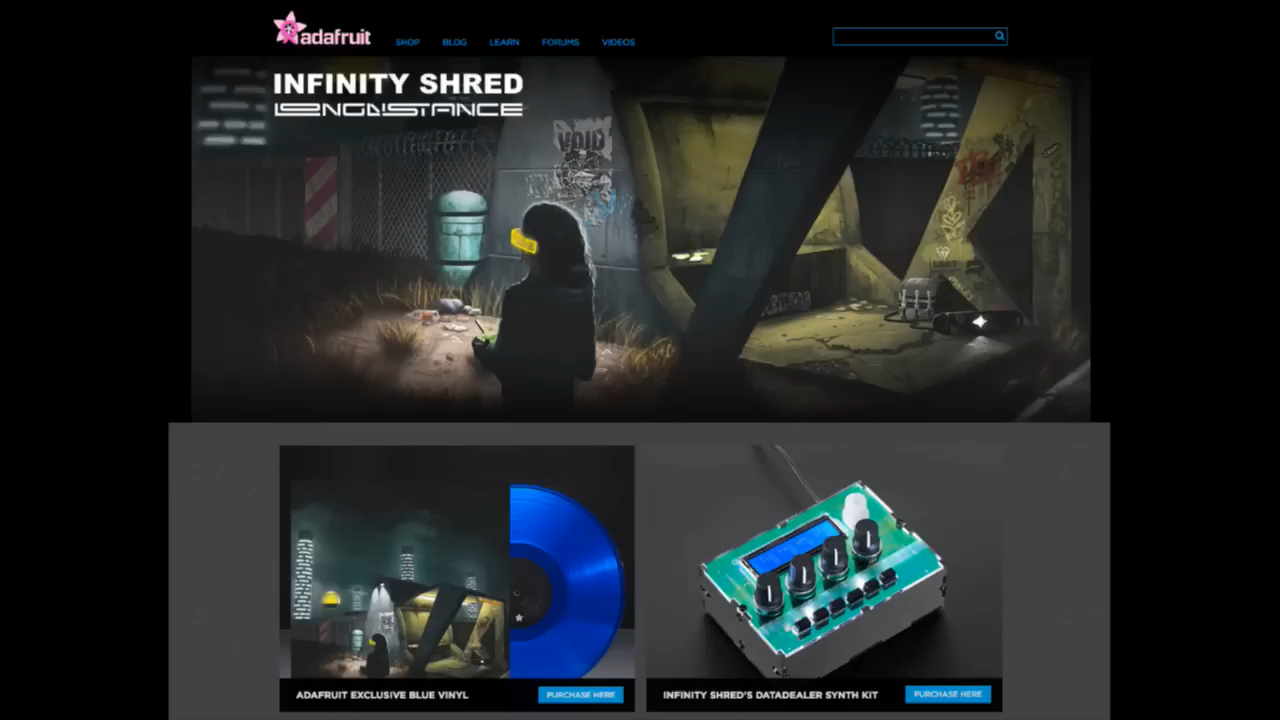 adafruit
SHOP BLOG LEARN FORUMS VIDEOS
INFINITY SHRED
LONG DISTANCE
VOID
ADAFRUIT EXCLUSIVE BLUE VINYL
PURCHASE HERE
INFINITY SHRED'S DATADEALER SYNTH KIT
PURCHASE HERE